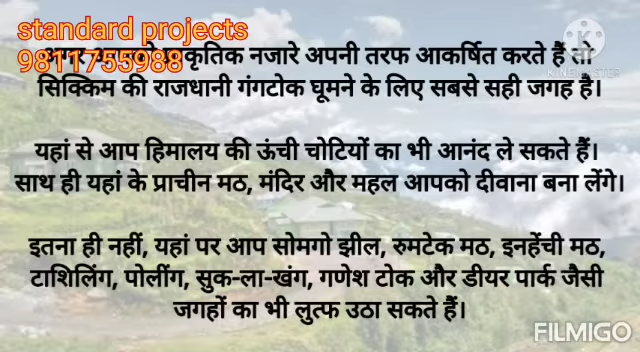 standard projects
9811755988
प्राकृतिक नजारे अपनी तरफ आकर्षित करते हैं तो
सिक्किम की राजधानी गंगटोक घूमने के लिए सबसे सही जगह है।
यहां से आप हिमालय की ऊंची चोटियों का भी आनंद ले सकते हैं।
साथ ही यहां के प्राचीन मठ, मंदिर और महल आपको दीवाना बना लेंगे।
इतना ही नहीं, यहां पर आप सोमगो झील, रुमटेक मठ, इनहेंची मठ,
टाशिलिंग, पोलींग, सुक-ला-खंग, गणेश टोक और डीयर पार्क जैसी
जगहों का भी लुत्फ उठा सकते हैं।
KINEMASTER
FILMIGO